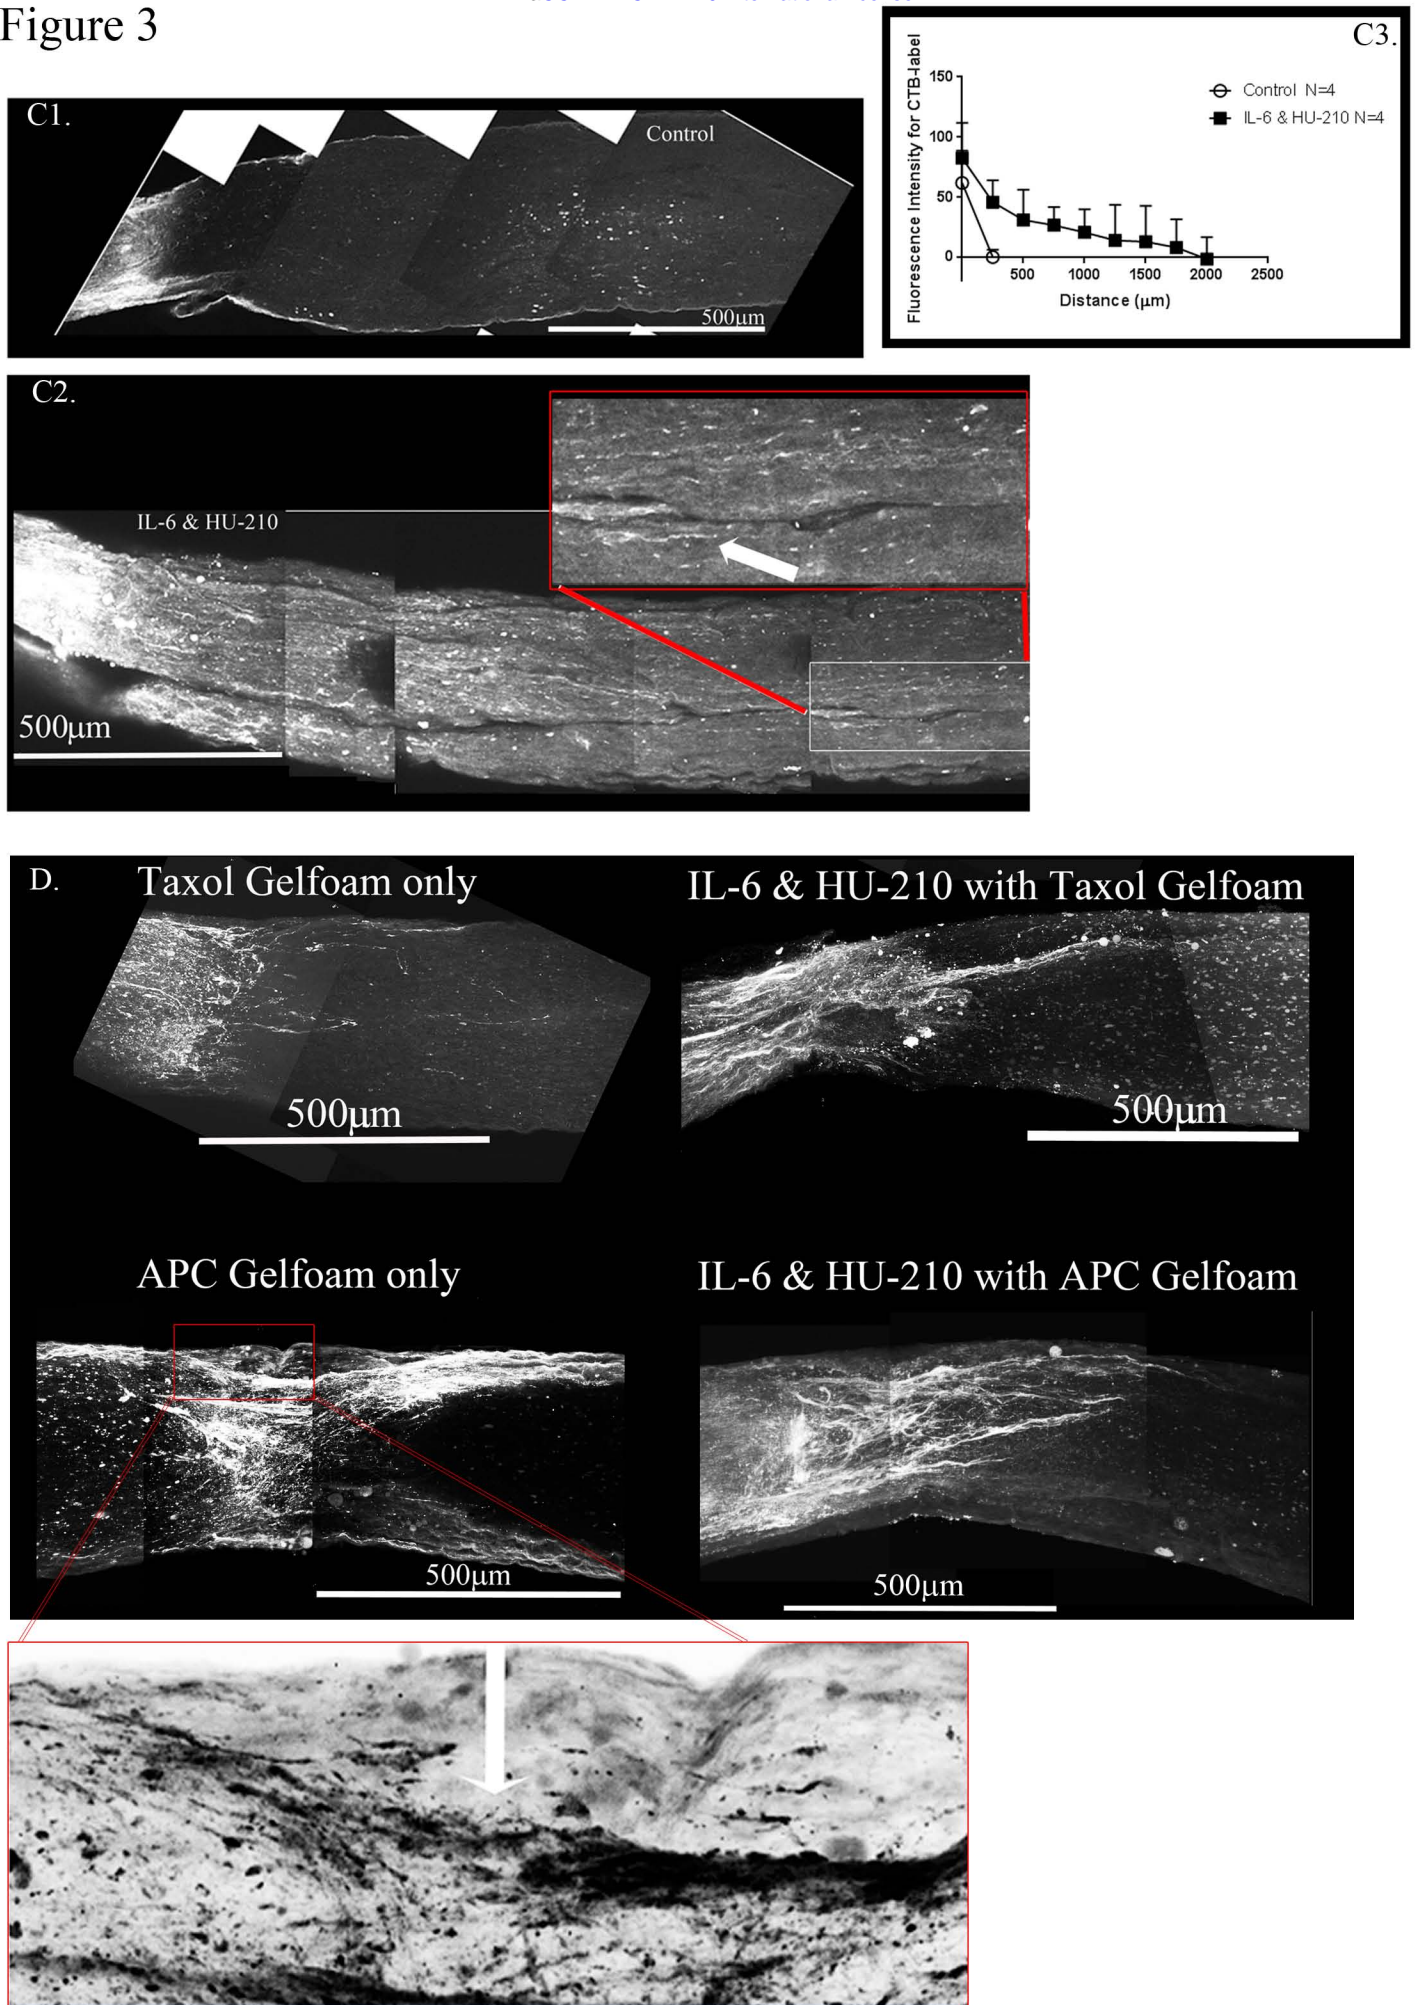 Figure 3
C1.
Control
500µm
C3.
Fluorescence Intensity for CTB-label
150
100
50
0
500
1000
1500
2000
2500
Distance (µm)
Control N=4
IL-6 & HU-210 N=4
C2.
IL-6 & HU-210
500µm
D.
Taxol Gelfoam only
IL-6 & HU-210 with Taxol Gelfoam
500µm
500µm
APC Gelfoam only
IL-6 & HU-210 with APC Gelfoam
500µm
500µm